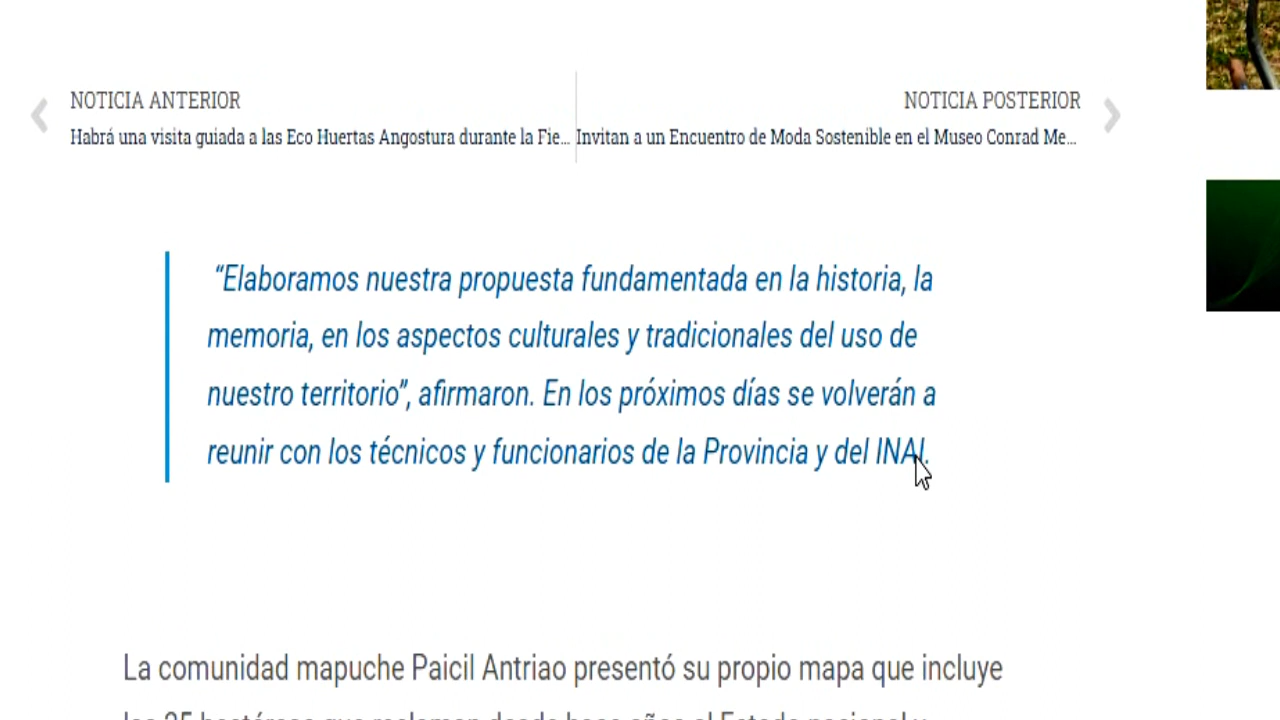 NOTICIA ANTERIOR
Habrá una visita guiada a las Eco Huertas Angostura durante la Fie...
NOTICIA POSTERIOR
Invitan a un Encuentro de Moda Sostenible en el Museo Conrad Me...
“Elaboramos nuestra propuesta fundamentada en la historia, la
memoria, en los aspectos culturales y tradicionales del uso de
nuestro territorio”, afirmaron. En los próximos días se volverán a
reunir con los técnicos y funcionarios de la Provincia y del INAI.
La comunidad mapuche Paicil Antriao presentó su propio mapa que incluye